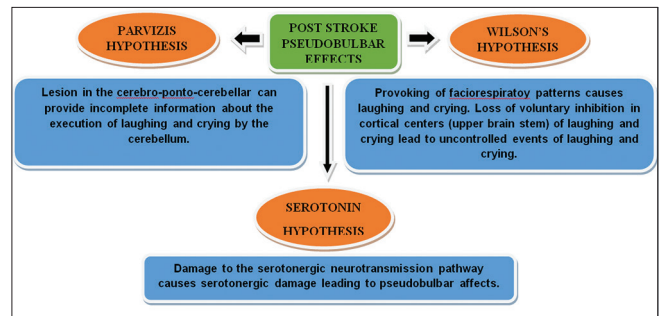 PARVIZIS
HYPOTHESIS
POST STROKE
PSEUDOBULBAR
EFFECTS
WILSON'S
HYPOTHESIS
Lesion in the cerebro-ponto-cerebellar can
provide incomplete information about the
execution of laughing and crying by the
cerebellum.
Provoking of faciorespiratoy patterns causes
laughing and crying. Loss of voluntary inhibition in
cortical centers (upper brain stem) of laughing and
crying lead to uncontrolled events of laughing and
crying.
SEROTONIN
HYPOTHESIS
Damage to the serotonergic neurotransmission pathway
causes serotonergic damage leading to pseudobulbar affects.